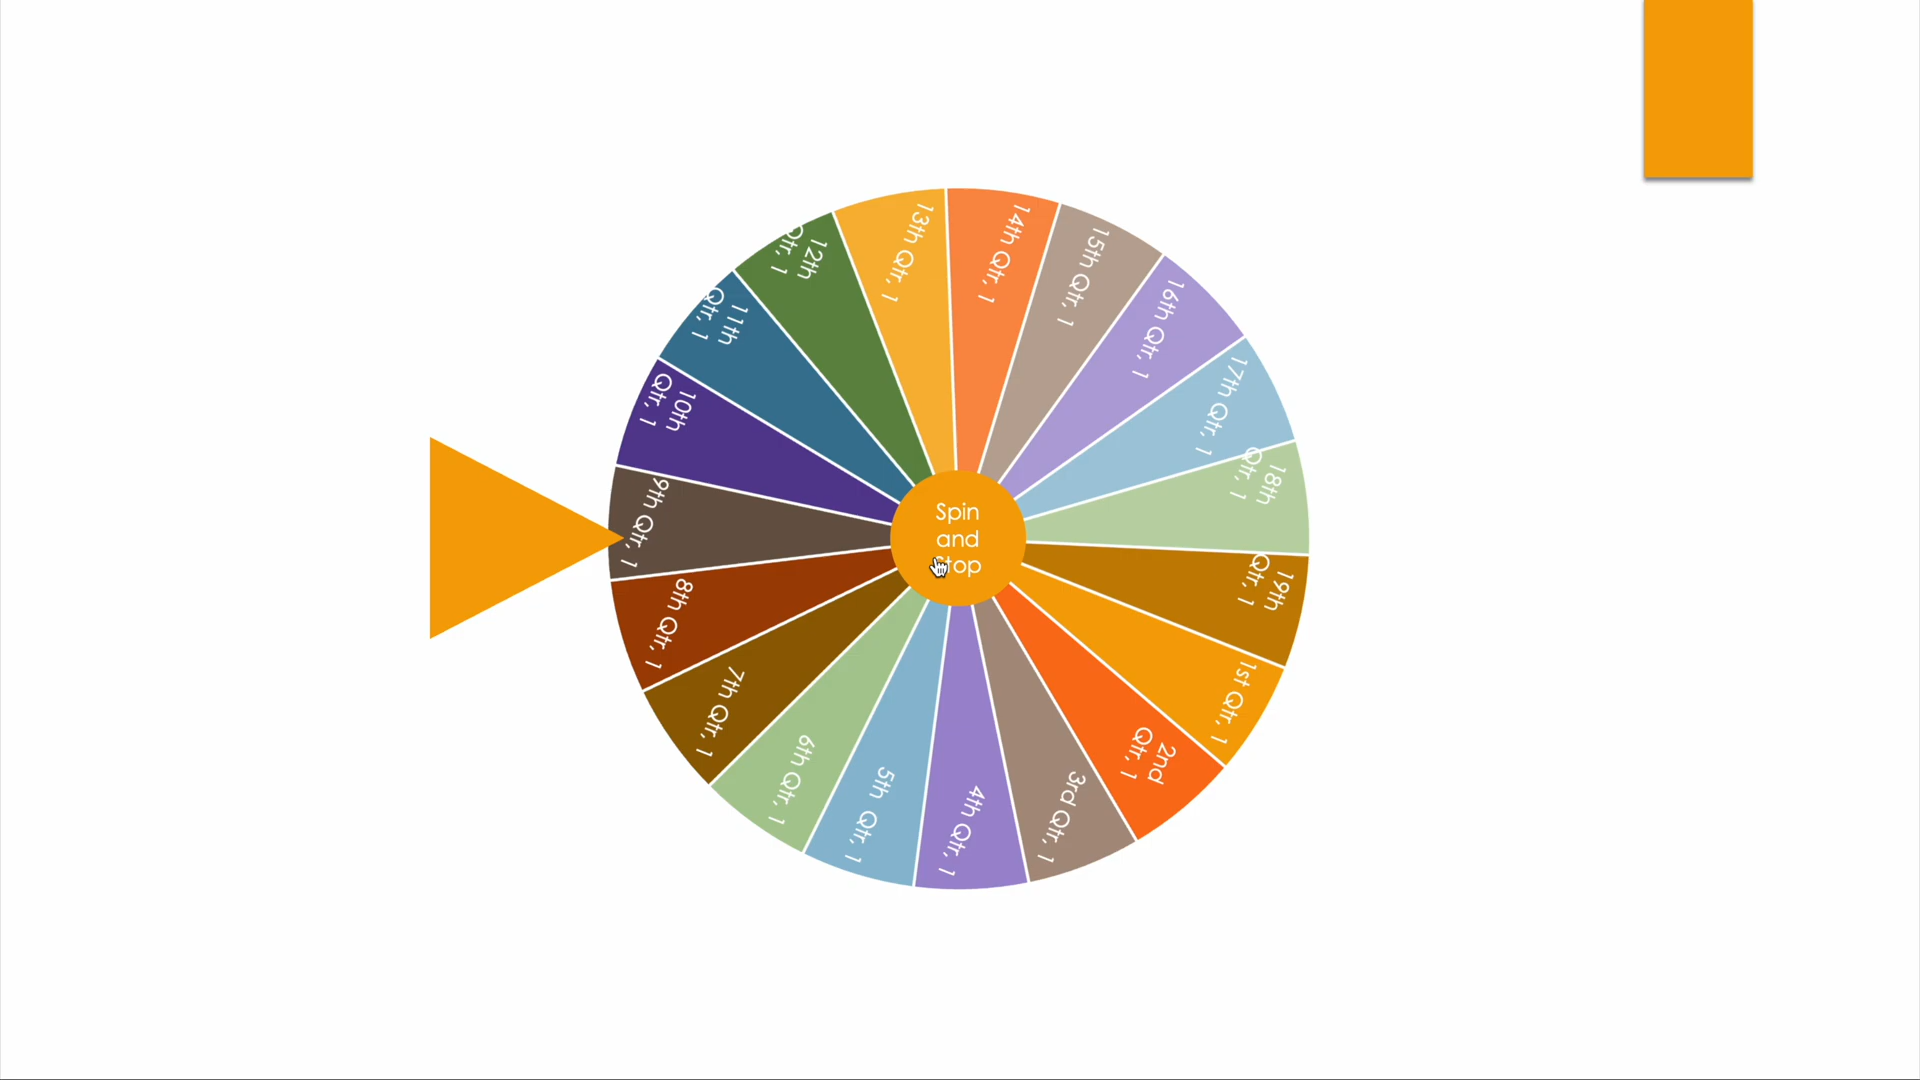 13th Qtr, 1
14th Qtr, 1
15th Qtr, 1
16th Qtr, 1
17th Qtr, 1
18th
Qtr, 1
19th
Qtr, 1
1st Qtr, 1
2nd
Qtr, 1
3rd Qtr, 1
4th Qtr, 1
5th Qtr, 1
6th Qtr, 1
7th Qtr, 1
8th Qtr, 1
9th Qtr, 1
10th
Qtr, 1
11th
Qtr, 1
12th
Qtr, 1
Spin
and
Stop